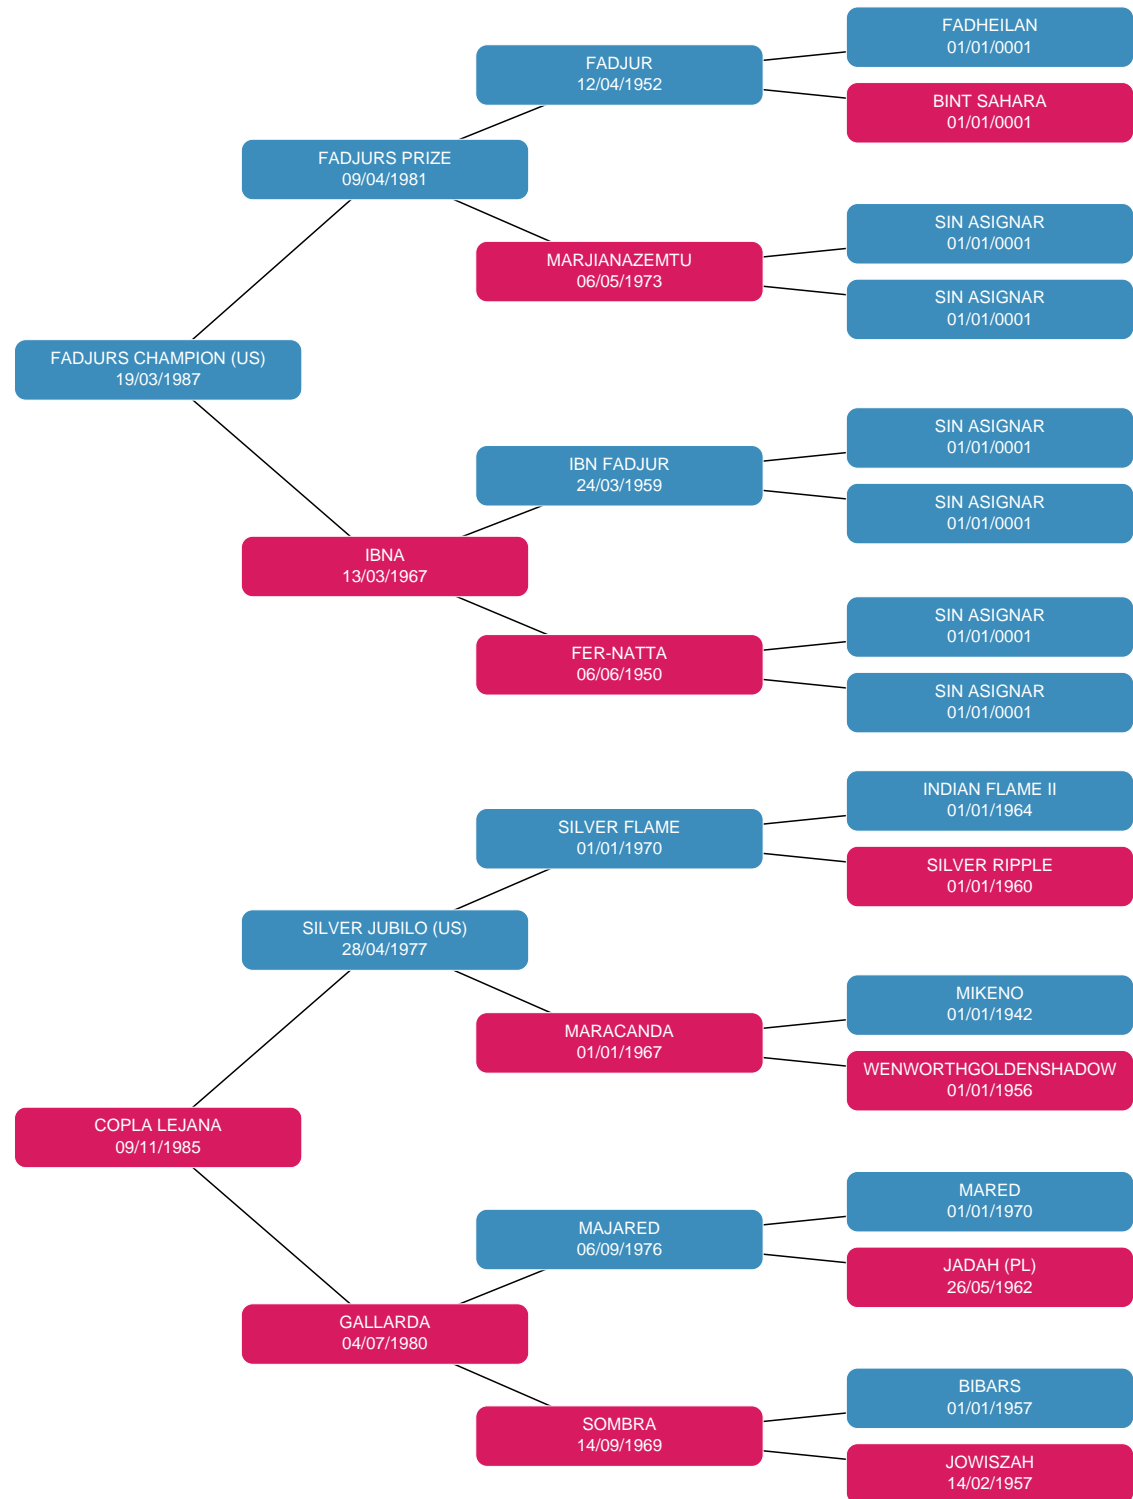 FADHEILAN
01/01/0001
FADJUR
12/04/1952
BINT SAHARA
01/01/0001
FADJURS PRIZE
09/04/1981
SIN ASIGNAR
01/01/0001
MARJIANAZEMTU
06/05/1973
SIN ASIGNAR
01/01/0001
FADJURS CHAMPION (US)
19/03/1987
SIN ASIGNAR
01/01/0001
IBN FADJUR
24/03/1959
SIN ASIGNAR
01/01/0001
IBNA
13/03/1967
SIN ASIGNAR
01/01/0001
FER-NATTA
06/06/1950
SIN ASIGNAR
01/01/0001
INDIAN FLAME II
01/01/1964
SILVER FLAME
01/01/1970
SILVER RIPPLE
01/01/1960
SILVER JUBILO (US)
28/04/1977
MIKENO
01/01/1942
MARACANDA
01/01/1967
WENWORTHGOLDENSHADOW
01/01/1956
COPLA LEJANA
09/11/1985
MARED
01/01/1970
MAJARED
06/09/1976
JADAH (PL)
26/05/1962
GALLARDA
04/07/1980
BIBARS
01/01/1957
SOMBRA
14/09/1969
JOWISZAH
14/02/1957